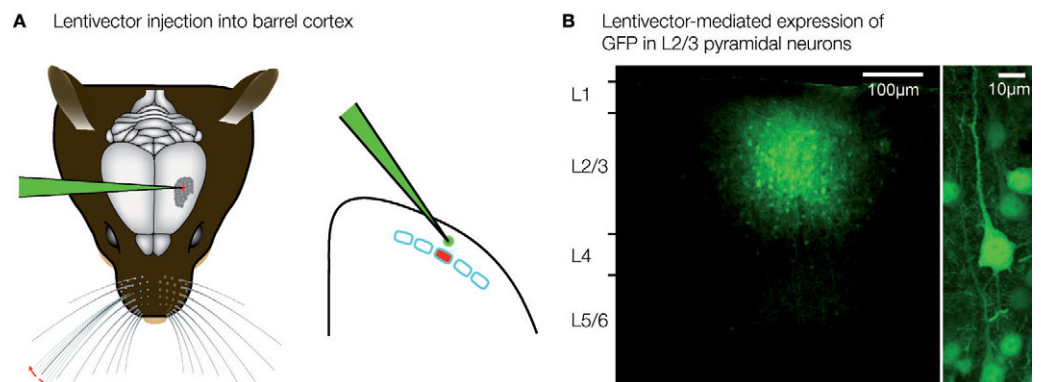 A Lentivector injection into barrel cortex
B Lentivector-mediated expression of
GFP in L2/3 pyramidal neurons
L1
L2/3
L4
L5/6
100μm
10μm